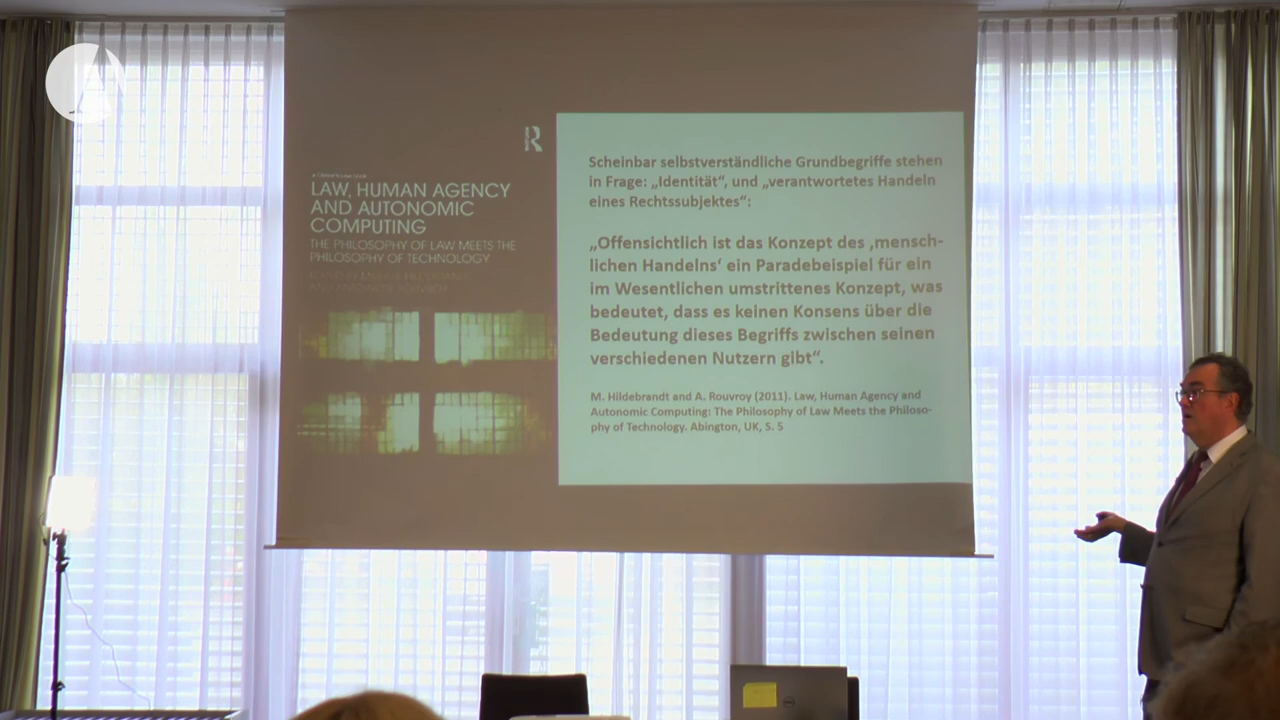 R
a GlassHouse book
LAW, HUMAN AGENCY
AND AUTONOMIC
COMPUTING
THE PHILOSOPHY OF LAW MEETS THE
PHILOSOPHY OF TECHNOLOGY
Scheinbar selbstverständliche Grundbegriffe stehen
in Frage: „Identität“, und „verantwortetes Handeln
eines Rechtssubjektes“:
„Offensichtlich ist das Konzept des ‚mensch-
lichen Handelns‘ ein Paradebeispiel für ein
im Wesentlichen umstrittenes Konzept, was
bedeutet, dass es keinen Konsens über die
Bedeutung dieses Begriffs zwischen seinen
verschiedenen Nutzern gibt“.
M. Hildebrandt and A. Rouvroy (2011). Law, Human Agency and
Autonomic Computing: The Philosophy of Law Meets the Philoso-
phy of Technology. Abington, UK, S. 5
DELL